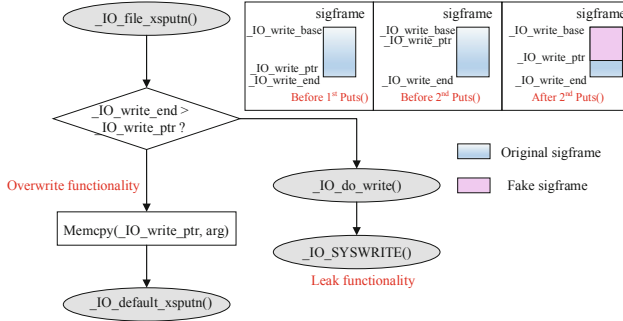 _IO_file_xsputn()
_IO_write_end >
_IO_write_ptr ?
Overwrite functionality
Memcpy(_IO_write_ptr, arg)
_IO_default_xsputn()
_IO_do_write()
_IO_SYSWRITE()
Leak functionality
sigframe
_IO_write_base
_IO_write_ptr
_IO_write_end
Before 1st Puts()
sigframe
_IO_write_base
_IO_write_ptr
_IO_write_end
Before 2nd Puts()
sigframe
_IO_write_base
_IO_write_ptr
_IO_write_end
After 2nd Puts()
Original sigframe
Fake sigframe